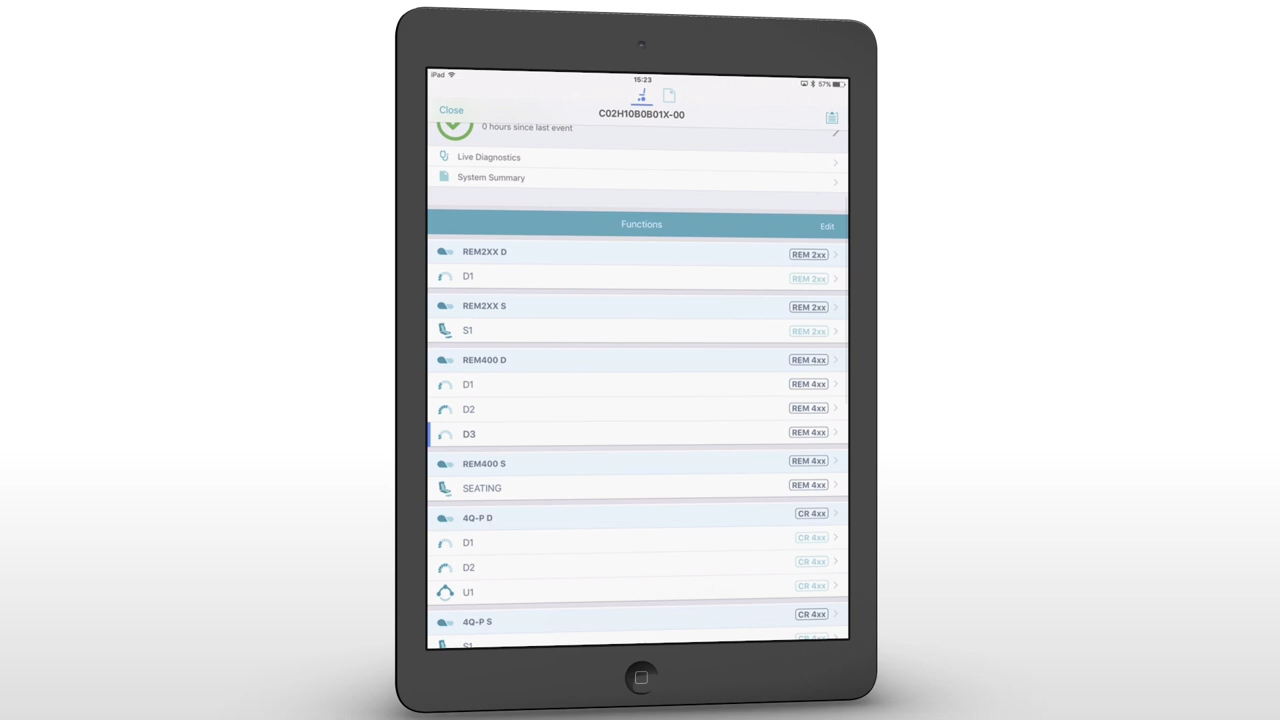 iPad 15:23 57%
Close C02H10B0B01X-00
0 hours since last event
Live Diagnostics
System Summary
Functions Edit
REM2XX D REM 2xx
D1 REM 2xx
REM2XX S REM 2xx
S1 REM 2xx
REM400 D REM 4xx
D1 REM 4xx
D2 REM 4xx
D3 REM 4xx
REM400 S REM 4xx
SEATING REM 4xx
4Q-P D CR 4xx
D1 CR 4xx
D2 CR 4xx
U1 CR 4xx
4Q-P S CR 4xx
S1 CR 4xx